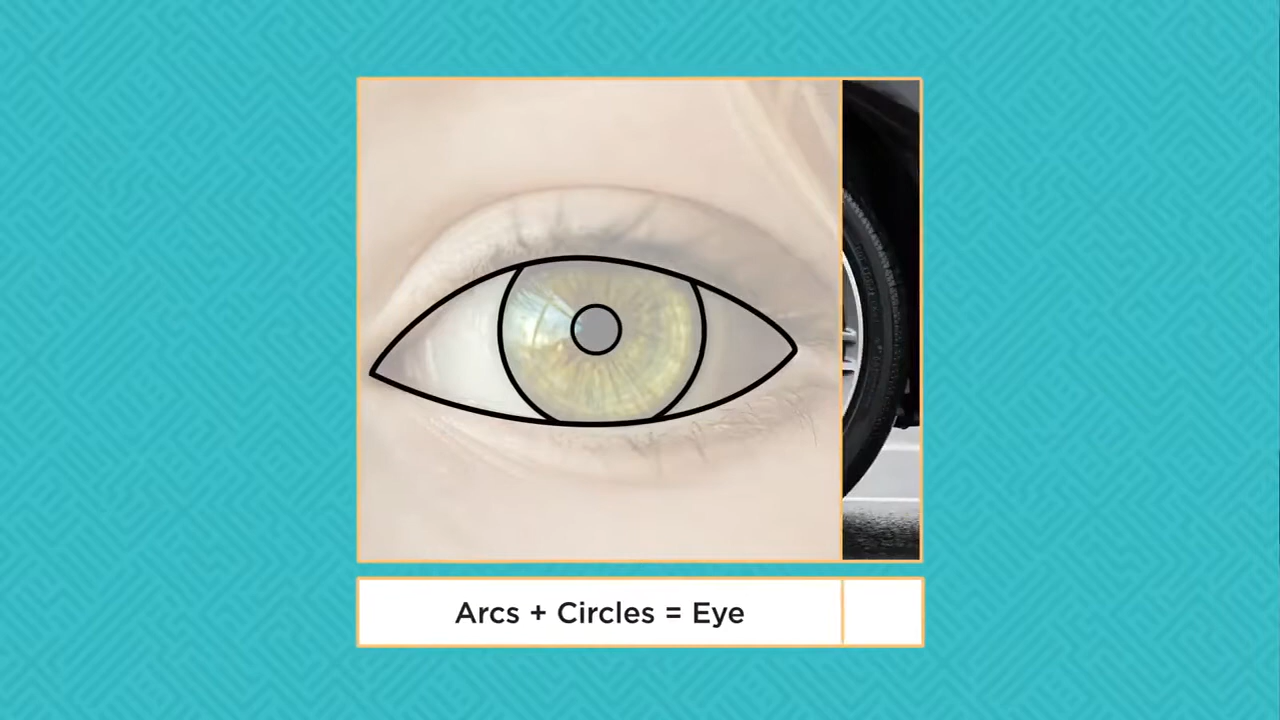 Arcs + Circles = Eye